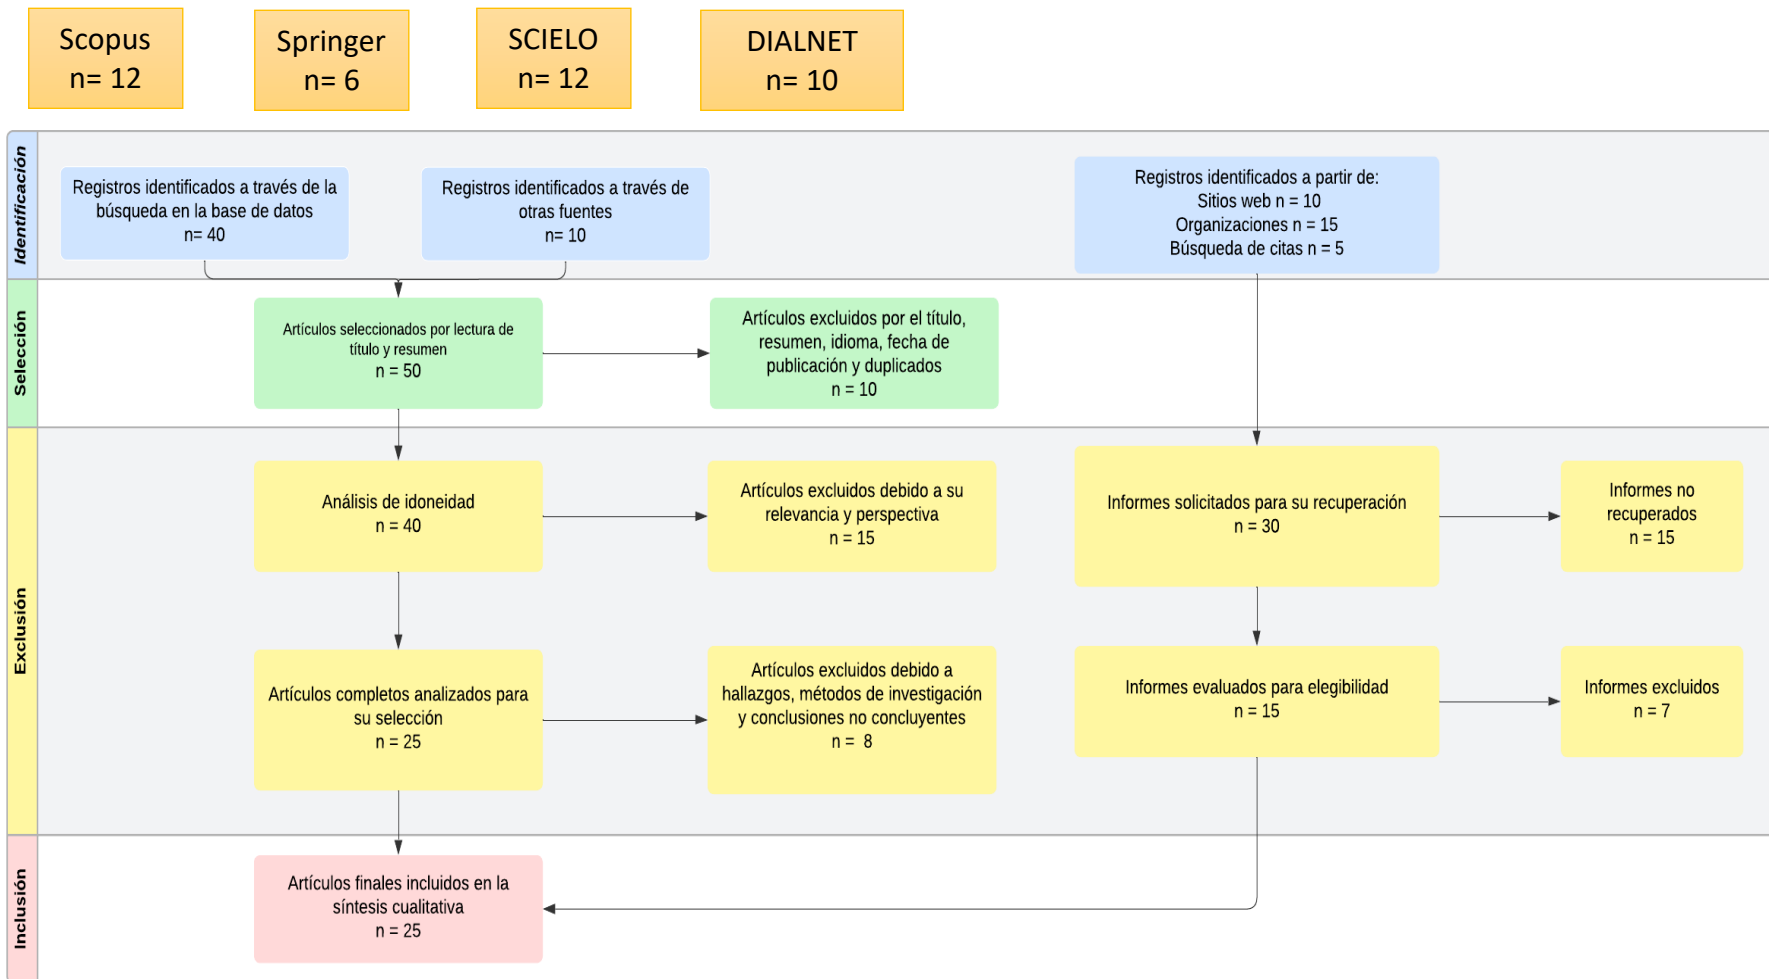 Scopus
n= 12
Springer
n= 6
SCIELO
n= 12
DIALNET
n= 10
Identificación
Registros identificados a través de la
búsqueda en la base de datos
n= 40
Registros identificados a través de
otras fuentes
n= 10
Registros identificados a partir de:
Sitios web n = 10
Organizaciones n = 15
Búsqueda de citas n = 5
Selección
Artículos seleccionados por lectura de
título y resumen
n = 50
Artículos excluidos por el título,
resumen, idioma, fecha de
publicación y duplicados
n = 10
Exclusión
Análisis de idoneidad
n = 40
Artículos excluidos debido a su
relevancia y perspectiva
n = 15
Informes solicitados para su recuperación
n = 30
Informes no
recuperados
n = 15
Artículos completos analizados para
su selección
n = 25
Artículos excluidos debido a
hallazgos, métodos de investigación
y conclusiones no concluyentes
n =  8
Informes evaluados para elegibilidad
n = 15
Informes excluidos
n = 7
Inclusión
Artículos finales incluidos en la
síntesis cualitativa
n = 25